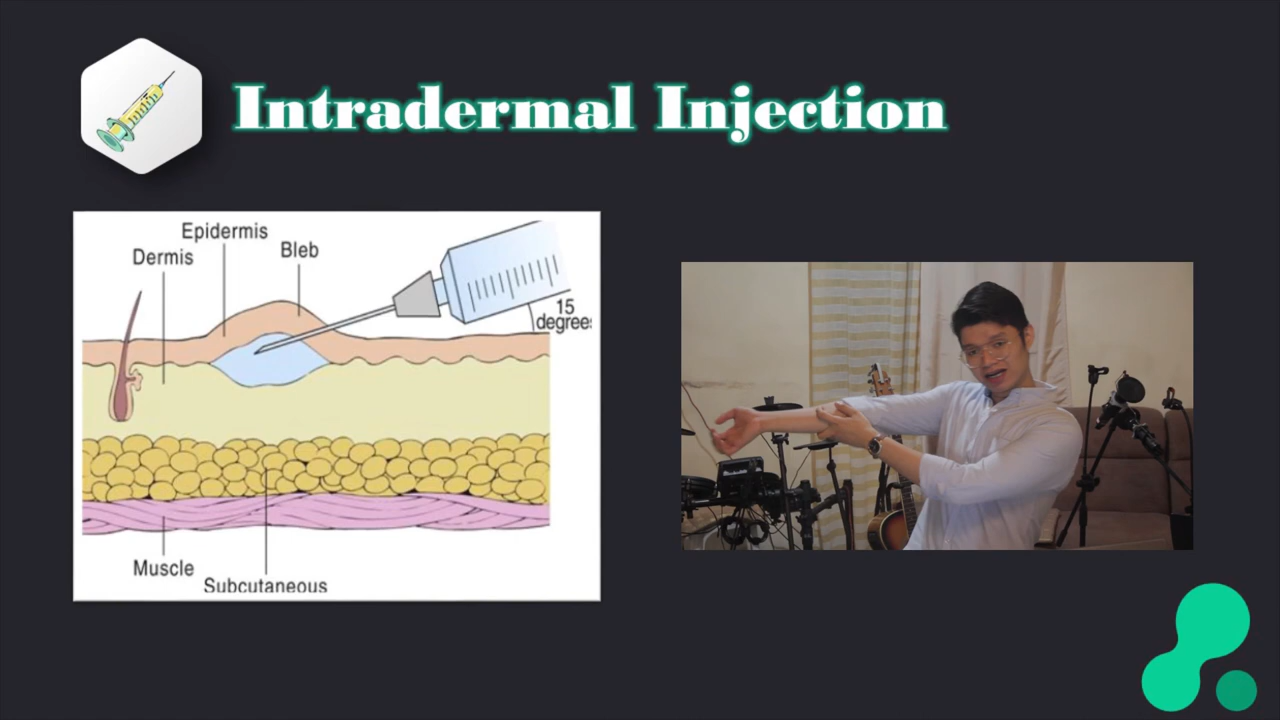 Intradermal Injection
Epidermis
Dermis
Bleb
15
degrees
Muscle
Subcutaneous